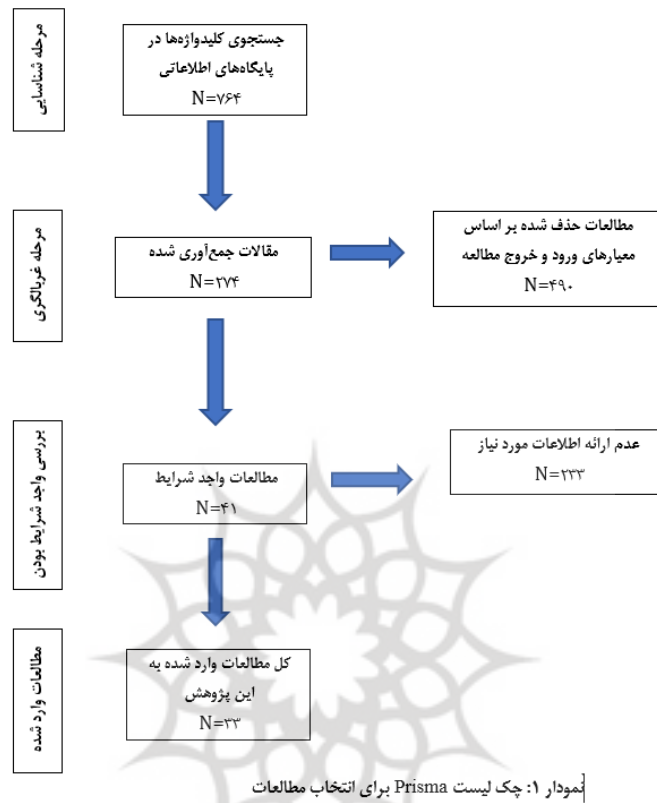 مرحله شناسایی
جستجوی کلیدواژه‌ها در
پایگاه‌های اطلاعاتی
N=۷۶۴
مرحله غربالگری
مقالات جمع‌آوری شده
N=۲۷۴
مطالعات حذف شده بر اساس
معیارهای ورود و خروج مطالعه
N=۴۹۰
بررسی واجد شرایط بودن
مطالعات واجد شرایط
N=۴۱
عدم ارائه اطلاعات مورد نیاز
N=۲۳۳
مطالعات وارد شده
کل مطالعات وارد شده به
این پژوهش
N=۳۳
نمودار ۱: چک لیست Prisma برای انتخاب مطالعات